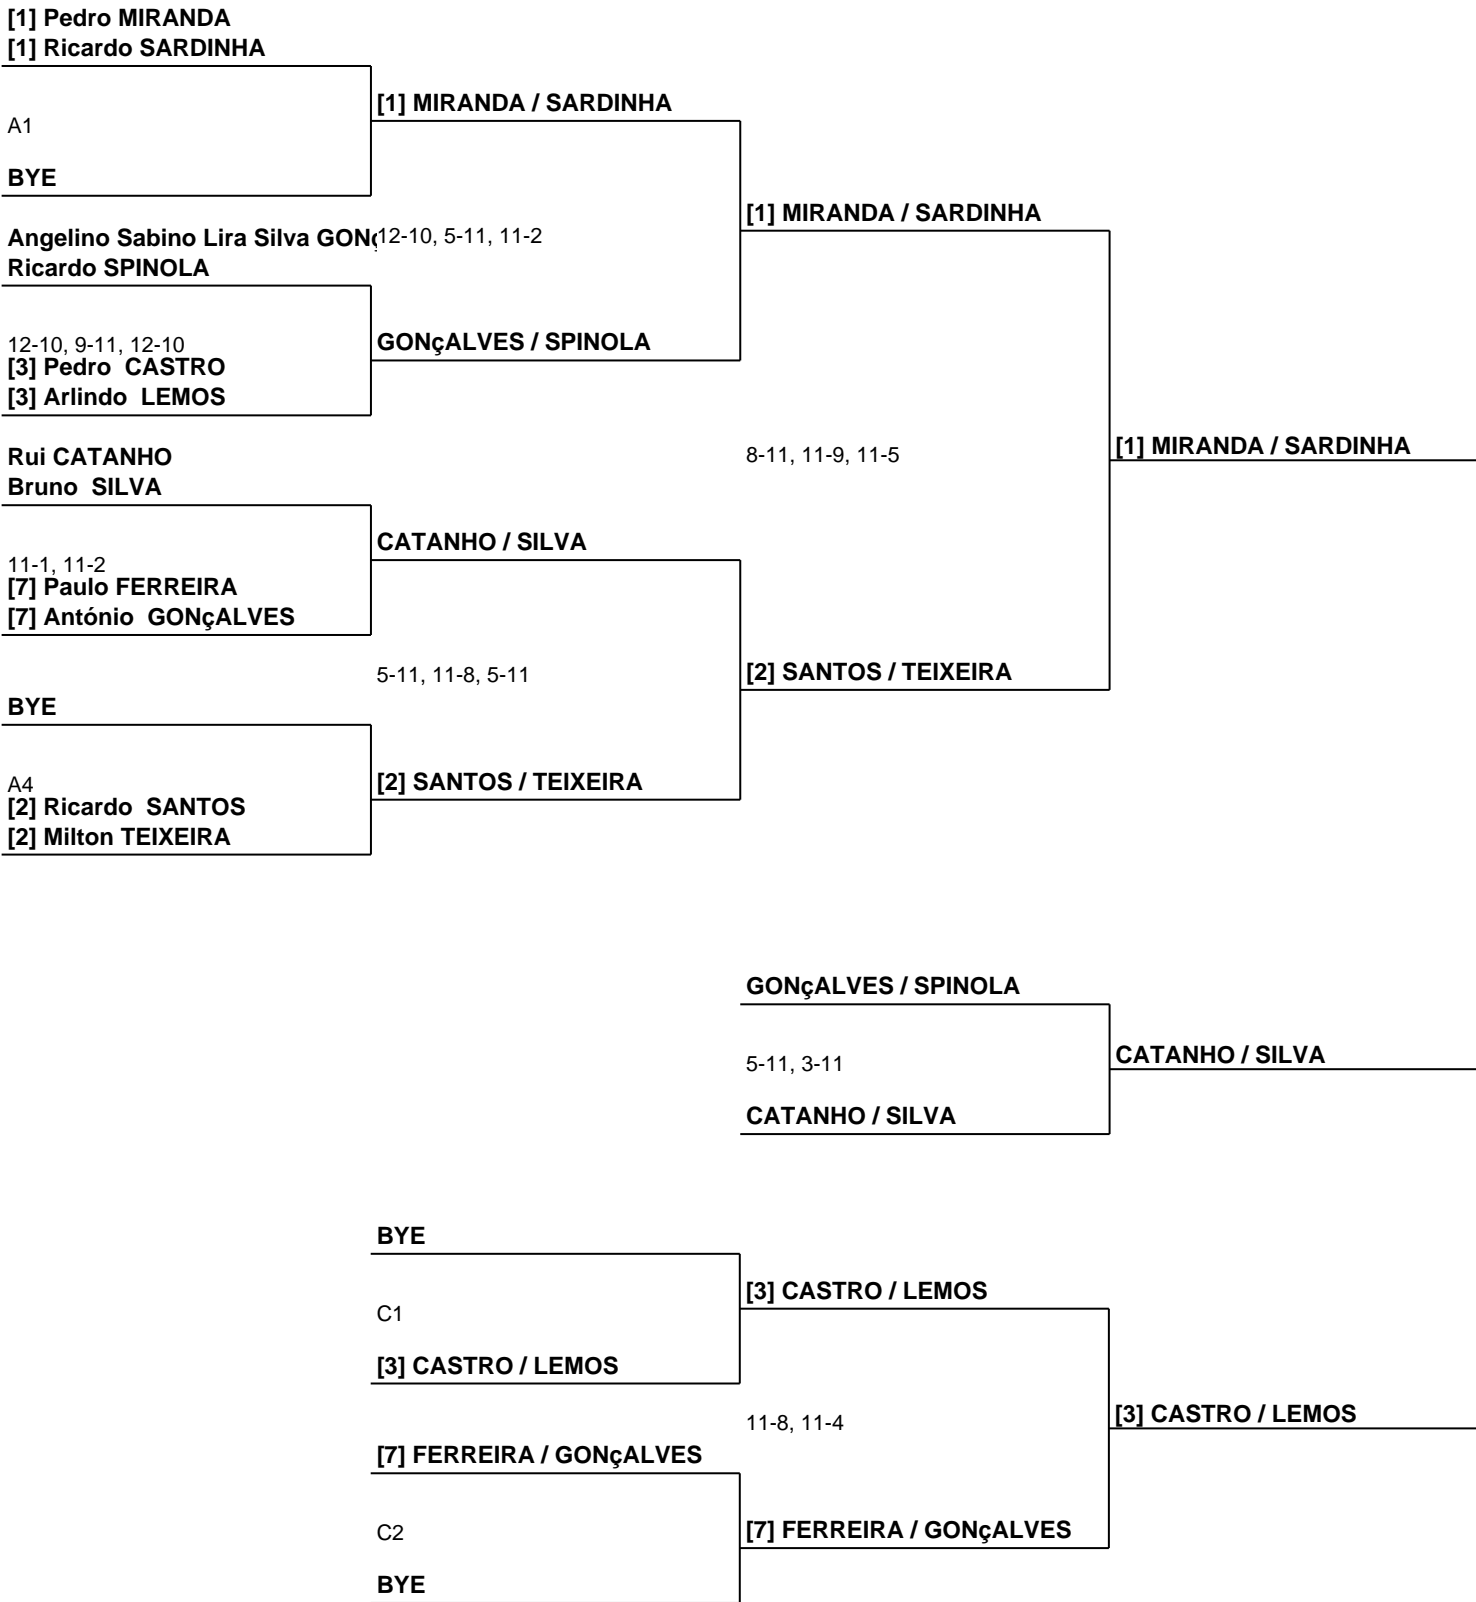 [1] Pedro MIRANDA
[1] Ricardo SARDINHA
[1] MIRANDA / SARDINHA
A1
BYE
[1] MIRANDA / SARDINHA
Angelino Sabino Lira Silva GONç
12-10, 5-11, 11-2
Ricardo SPINOLA
12-10, 9-11, 12-10
GONçALVES / SPINOLA
[3] Pedro  CASTRO
[3] Arlindo  LEMOS
Rui CATANHO
8-11, 11-9, 11-5
[1] MIRANDA / SARDINHA
Bruno  SILVA
CATANHO / SILVA
11-1, 11-2
[7] Paulo FERREIRA
[7] António  GONçALVES
5-11, 11-8, 5-11
[2] SANTOS / TEIXEIRA
BYE
A4
[2] SANTOS / TEIXEIRA
[2] Ricardo  SANTOS
[2] Milton TEIXEIRA
GONçALVES / SPINOLA
5-11, 3-11
CATANHO / SILVA
CATANHO / SILVA
BYE
[3] CASTRO / LEMOS
C1
[3] CASTRO / LEMOS
11-8, 11-4
[3] CASTRO / LEMOS
[7] FERREIRA / GONçALVES
C2
[7] FERREIRA / GONçALVES
BYE